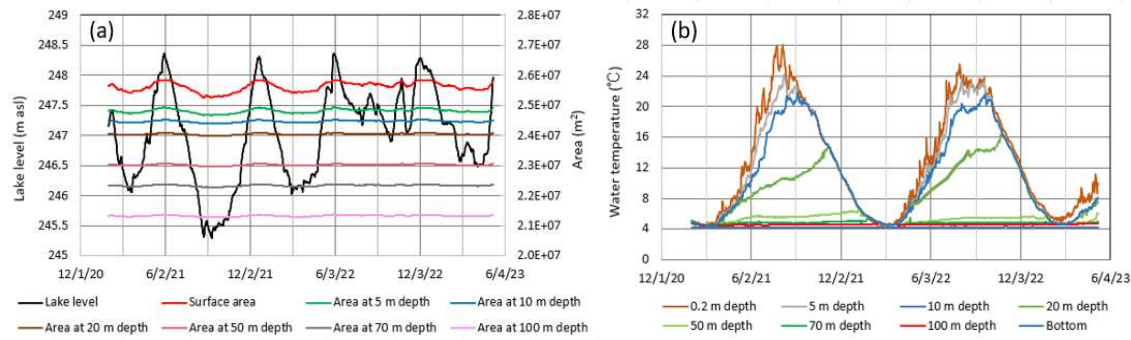 (a)
249
248.5
248
247.5
247
246.5
246
245.5
245
Lake level (m asl)
2.8E+07
2.7E+07
2.6E+07
2.5E+07
2.4E+07
2.3E+07
2.2E+07
2.1E+07
2.0E+07
Area (m²)
12/1/20 6/2/21 12/2/21 6/3/22 12/3/22 6/4/23
Lake level Surface area Area at 5 m depth Area at 10 m depth
Area at 20 m depth Area at 50 m depth Area at 70 m depth Area at 100 m depth
(b)
32
28
24
20
16
12
8
4
0
Water temperature (℃)
12/1/20 6/2/21 12/2/21 6/3/22 12/3/22 6/4/23
0.2 m depth 5 m depth 10 m depth 20 m depth
50 m depth 70 m depth 100 m depth Bottom